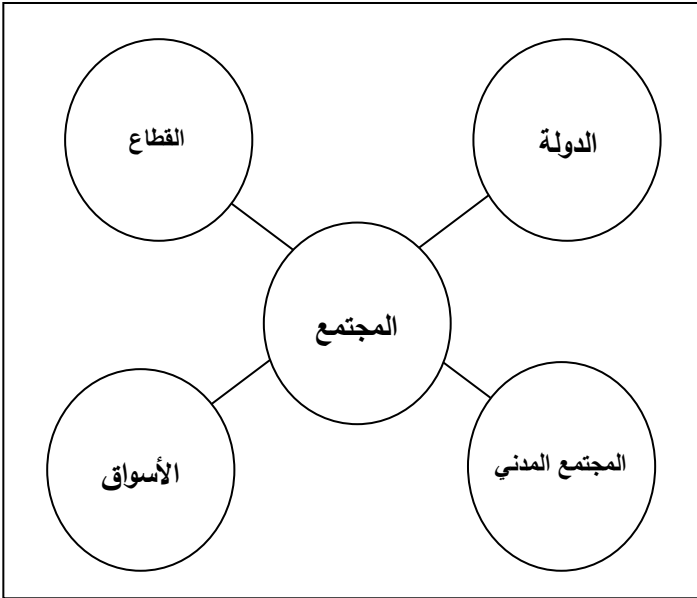 الدولة
القطاع
المجتمع
المجتمع المدني
الأسواق